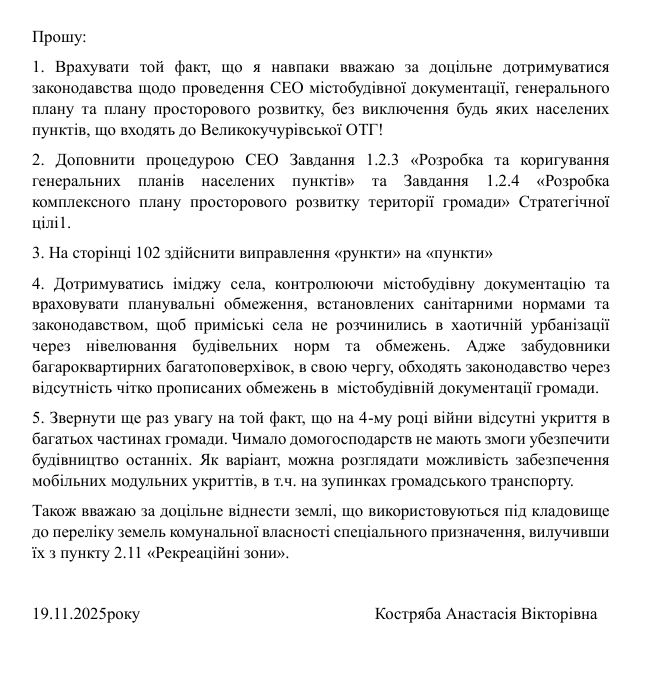 Прошу:
1. Врахувати той факт, що я навпаки вважаю за доцільне дотримуватися
законодавства щодо проведення СЕО містобудівної документації, генерального
плану та плану просторового розвитку, без виключення будь яких населених
пунктів, що входять до Великокучурівської ОТГ!
2. Доповнити процедурою СЕО Завдання 1.2.3 «Розробка та коригування
генеральних планів населених пунктів» та Завдання 1.2.4 «Розробка
комплексного плану просторового розвитку території громади» Стратегічної
цілі1.
3. На сторінці 102 здійснити виправлення «рункти» на «пункти»
4. Дотримуватись іміджу села, контролюючи містобудівну документацію та
враховувати планувальні обмеження, встановлених санітарними нормами та
законодавством, щоб приміські села не розчинились в хаотичній урбанізації
через нівелювання будівельних норм та обмежень. Адже забудовники
багароквартирних багатоповерхівок, в свою чергу, обходять законодавство через
відсутність чітко прописаних обмежень в  містобудівній документації громади.
5. Звернути ще раз увагу на той факт, що на 4-му році війни відсутні укриття в
багатьох частинах громади. Чимало домогосподарств не мають змоги убезпечити
будівництво останніх. Як варіант, можна розглядати можливість забезпечення
мобільних модульних укриттів, в т.ч. на зупинках громадського транспорту.
Також вважаю за доцільне віднести землі, що використовуються під кладовище
до переліку земель комунальної власності спеціального призначення, вилучивши
їх з пункту 2.11 «Рекреаційні зони».
19.11.2025року Костряба Анастасія Вікторівна